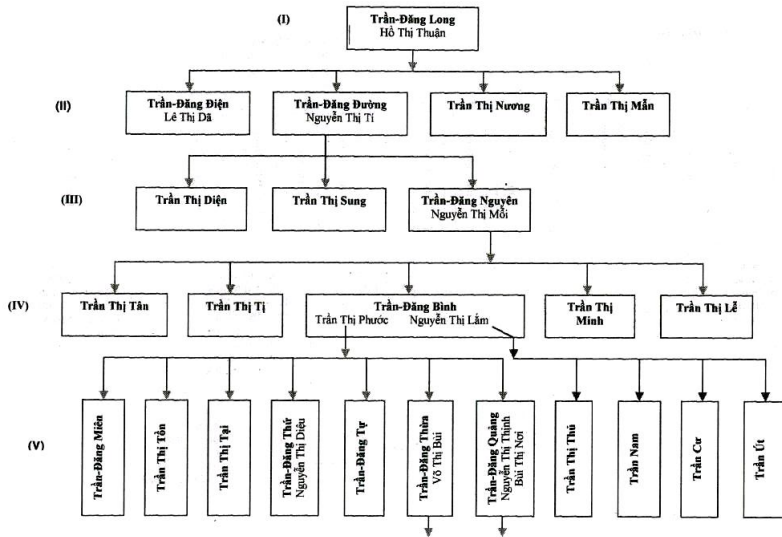 (I)
Trần-Đăng Long
Hồ Thị Thuận
(II)
Trần-Đăng Điện
Lê Thị Dã
Trần-Đăng Đường
Nguyễn Thị Tí
Trần Thị Nương
Trần Thị Mẫn
(III)
Trần Thị Diện
Trần Thị Sung
Trần-Đăng Nguyên
Nguyễn Thị Mỗi
(IV)
Trần Thị Tân
Trần Thị Tị
Trần-Đăng Bình
Trần Thị Phước Nguyễn Thị Lắm
Trần Thị
Minh
Trần Thị Lễ
(V)
Trần-Đăng Miên
Trần Thị Tồn
Trần Thị Tại
Trần-Đăng Thứ
Nguyễn Thị Diệu
Trần-Đăng Tự
Trần-Đăng Thừa
Võ Thị Búi
Trần-Đăng Quảng
Nguyễn Thị Thịnh
Bùi Thị Nơi
Trần Thị Thú
Trần Nam
Trần Cư
Trần Út